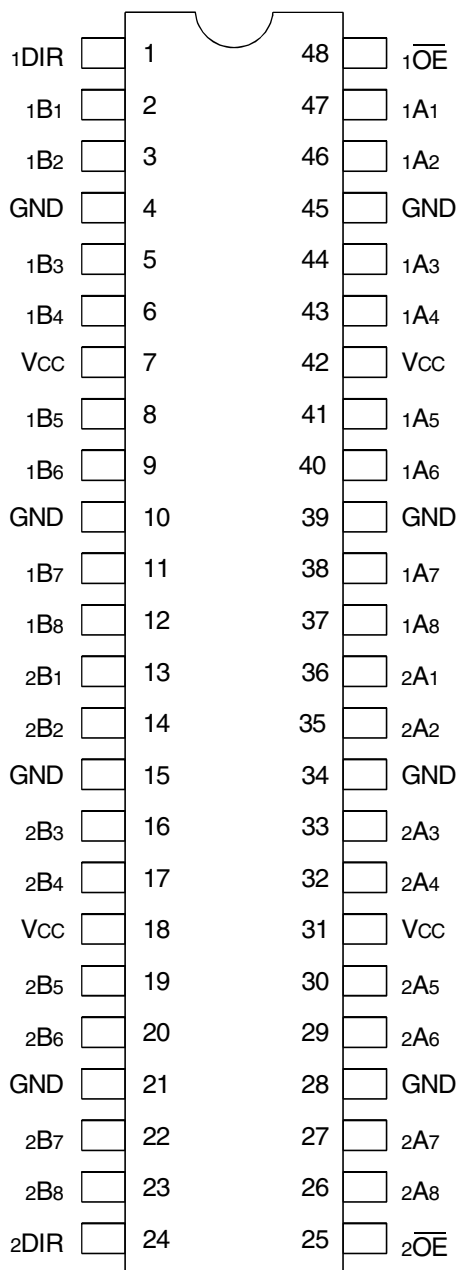 1DIR 1 48 1O̅E̅
1B1 2 47 1A1
1B2 3 46 1A2
GND 4 45 GND
1B3 5 44 1A3
1B4 6 43 1A4
VCC 7 42 VCC
1B5 8 41 1A5
1B6 9 40 1A6
GND 10 39 GND
1B7 11 38 1A7
1B8 12 37 1A8
2B1 13 36 2A1
2B2 14 35 2A2
GND 15 34 GND
2B3 16 33 2A3
2B4 17 32 2A4
VCC 18 31 VCC
2B5 19 30 2A5
2B6 20 29 2A6
GND 21 28 GND
2B7 22 27 2A7
2B8 23 26 2A8
2DIR 24 25 2O̅E̅